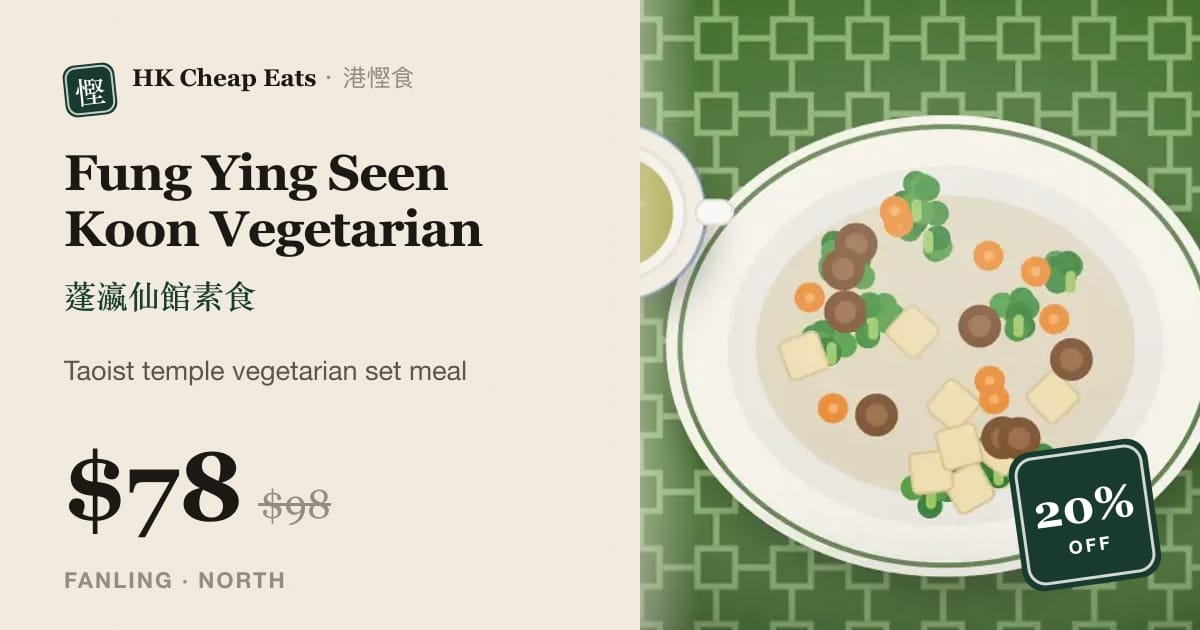 慳
HK Cheap Eats · 港慳食
Fung Ying Seen
Koon Vegetarian
蓬瀛仙館素食
Taoist temple vegetarian set meal
$78 $98
FANLING · NORTH
20%
OFF